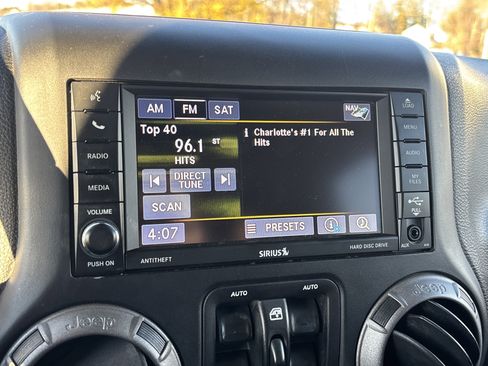 AM
FM
SAT
NAV
LOAD
Top 40
ST
96.1
HITS
i Charlotte's #1 For All The
Hits
MENU
RADIO
AUDIO
DIRECT
TUNE
MEDIA
MY
FILES
SCAN
VOLUME
PULL
4:07
PRESETS
i
AUX
PUSH ON
ANTITHEFT
SIRIUS
HARD DISC DRIVE
AUTO
AUTO
Jeep
Jeep